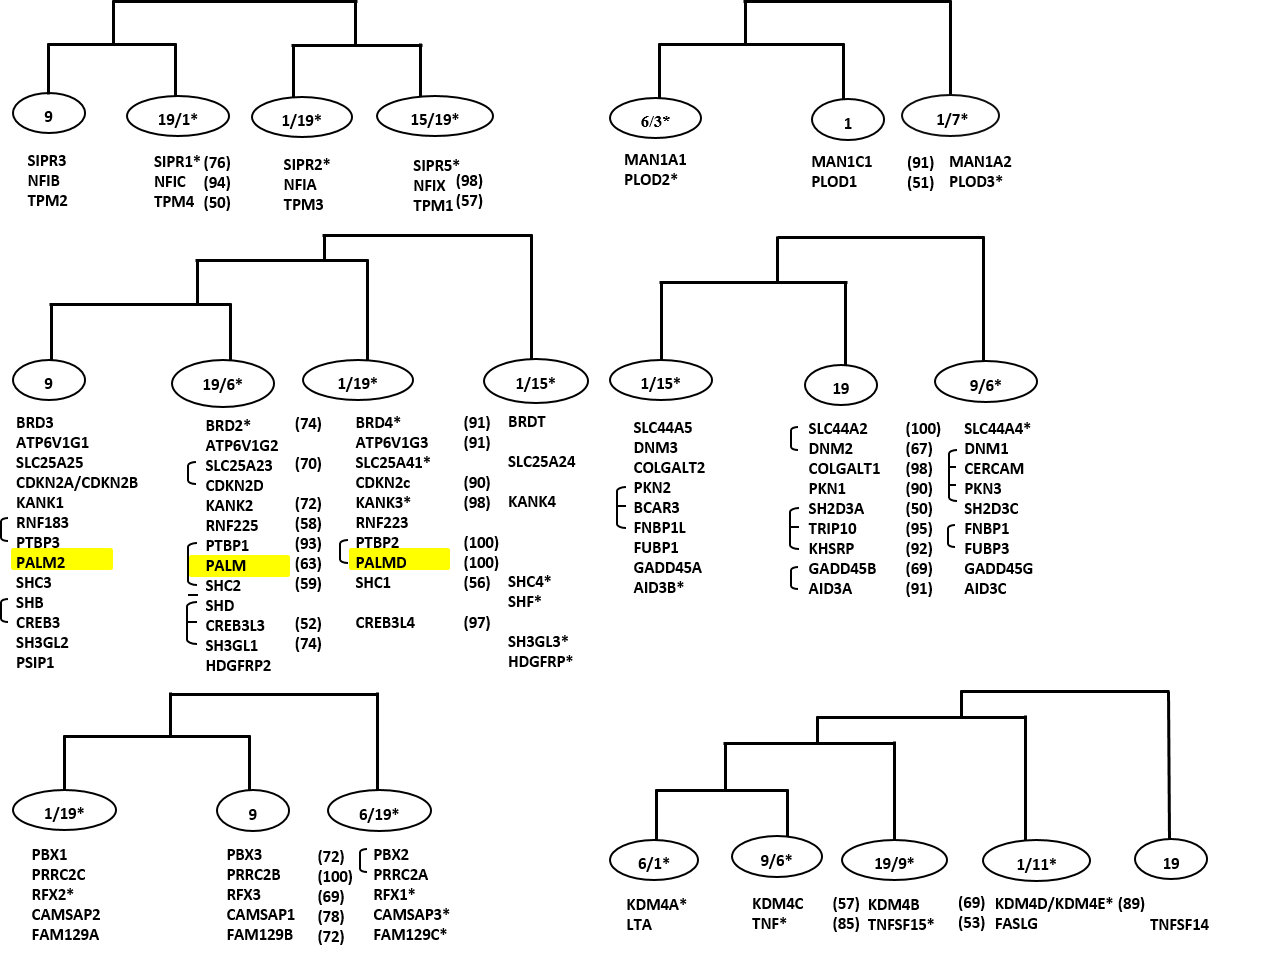 9 19/1* 1/19* 15/19*
SIPR3 SIPR1* (76) SIPR2* SIPR5*
NFIB NFIC (94) NFIA NFIX (98)
TPM2 TPM4 (50) TPM3 TPM1 (57)
6/3* 1 1/7*
MAN1A1 MAN1C1 (91) MAN1A2
PLOD2* PLOD1 (51) PLOD3*
9 19/6* 1/19* 1/15*
BRD3 BRD2* (74) BRD4* (91) BRDT
ATP6V1G1 ATP6V1G2 ATP6V1G3 (91)
SLC25A25 SLC25A23 (70) SLC25A41* SLC25A24
CDKN2A/CDKN2B CDKN2D CDKN2c (90)
KANK1 KANK2 (72) KANK3* (98) KANK4
RNF183 RNF225 (58) RNF223
PTBP3 PTBP1 (93) PTBP2 (100)
PALM2 PALM (63) PALMD (100)
SHC3 SHC2 (59) SHC1 (56) SHC4*
SHB SHD SHF*
CREB3 CREB3L3 (52) CREB3L4 (97)
SH3GL2 SH3GL1 (74) SH3GL3*
PSIP1 HDGFRP2 HDGFRP*
1/15* 19 9/6*
SLC44A5 SLC44A2 (100) SLC44A4*
DNM3 DNM2 (67) DNM1
COLGALT2 COLGALT1 (98) CERCAM
PKN2 PKN1 (90) PKN3
BCAR3 SH2D3A (50) SH2D3C
FNBP1L TRIP10 (95) FNBP1
FUBP1 KHSRP (92) FUBP3
GADD45A GADD45B (69) GADD45G
AID3B* AID3A (91) AID3C
1/19* 9 6/19*
PBX1 PBX3 (72) PBX2
PRRC2C PRRC2B (100) PRRC2A
RFX2* RFX3 (69) RFX1*
CAMSAP2 CAMSAP1 (78) CAMSAP3*
FAM129A FAM129B (72) FAM129C*
6/1* 9/6* 19/9* 1/11* 19
KDM4A* KDM4C (57) KDM4B (69) KDM4D/KDM4E* (89)
LTA TNF* (85) TNFSF15* (53) FASLG TNFSF14